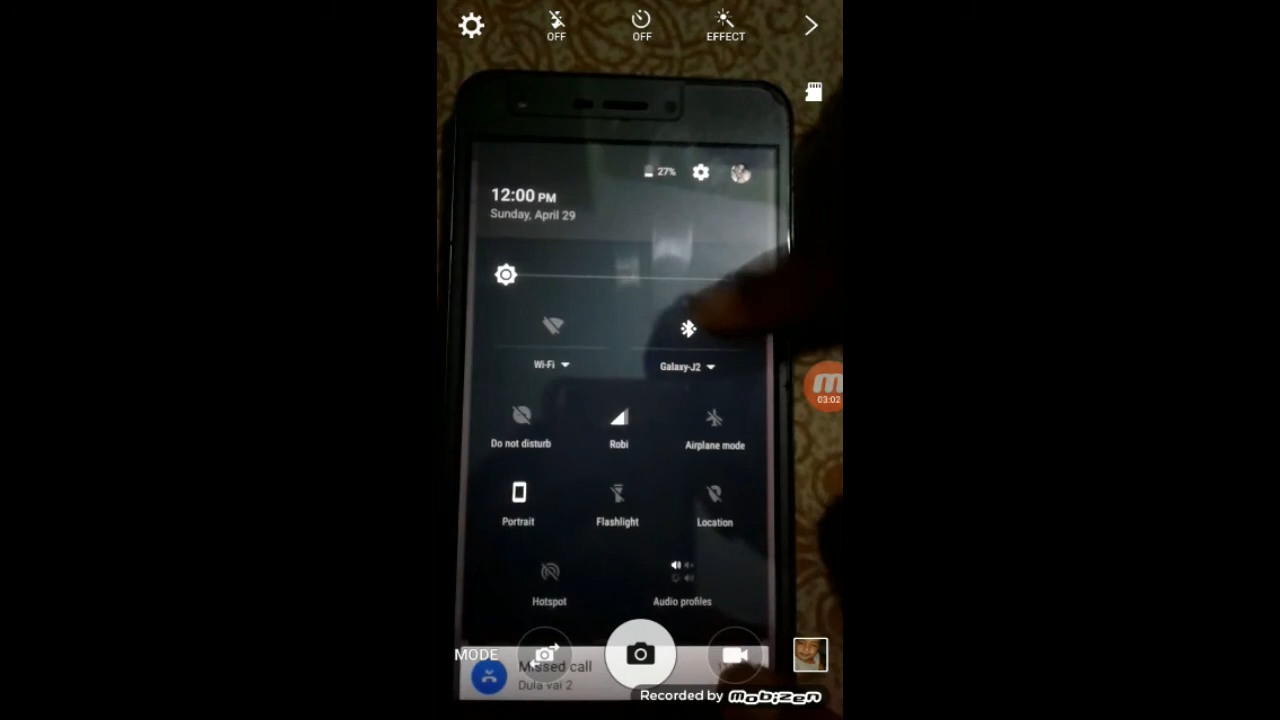 OFF
OFF
EFFECT
27%
12:00 PM
Sunday, April 29
Wi-Fi
Galaxy-J2
03:02
Do not disturb
Robi
Airplane mode
Portrait
Flashlight
Location
Hotspot
Audio profiles
MODE
Missed call
Dula vai 2
Recorded by Mobizen